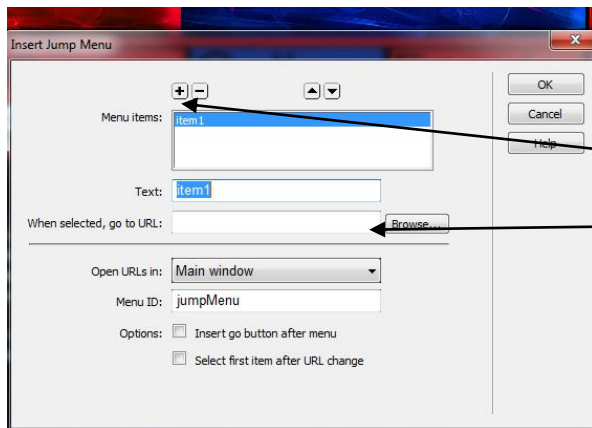 Insert Jump Menu
OK
Menu items: item1
Cancel
Help
Text: item1
When selected, go to URL: Browse...
Open URLs in: Main window
Menu ID: jumpMenu
Options: Insert go button after menu
Select first item after URL change